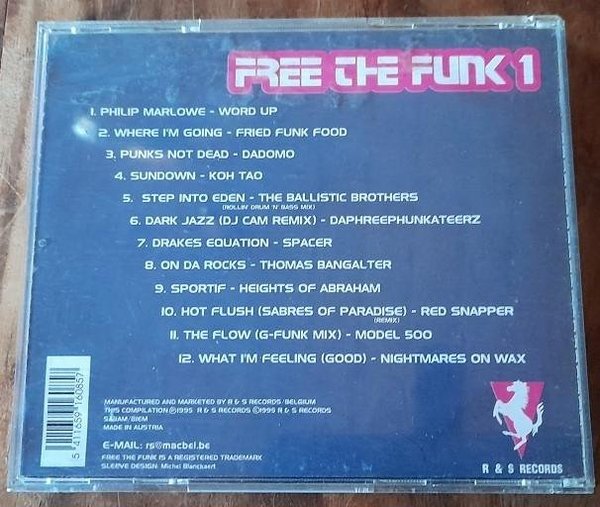 FREE THE FUNK 1
1. PHILIP MARLOWE - WORD UP
2. WHERE I'M GOING - FRIED FUNK FOOD
3. PUNKS NOT DEAD - DADOMO
4. SUNDOWN - KOH TAO
5. STEP INTO EDEN - THE BALLISTIC BROTHERS
(ROLLIN' DRUM 'N' BASS MIX)
6. DARK JAZZ (DJ CAM REMIX) - DAPHREEPHUNKATEERZ
7. DRAKES EQUATION - SPACER
8. ON DA ROCKS - THOMAS BANGALTER
9. SPORTIF - HEIGHTS OF ABRAHAM
10. HOT FLUSH (SABRES OF PARADISE) - RED SNAPPER
(REMIX)
11. THE FLOW (G-FUNK MIX) - MODEL 500
12. WHAT I'M FEELING (GOOD) - NIGHTMARES ON WAX
MANUFACTURED AND MARKETED BY R & S RECORDS /BELGIUM
THIS COMPILATION ℗1995 R & S RECORDS ©1995 R & S RECORDS
SABAM/BIEM
MADE IN AUSTRIA
E-MAIL: rs@macbel.be
FREE THE FUNK IS A REGISTERED TRADEMARK
SLEEVE DESIGN: Michel Blanckaert
5 411659 160857
R & S RECORDS